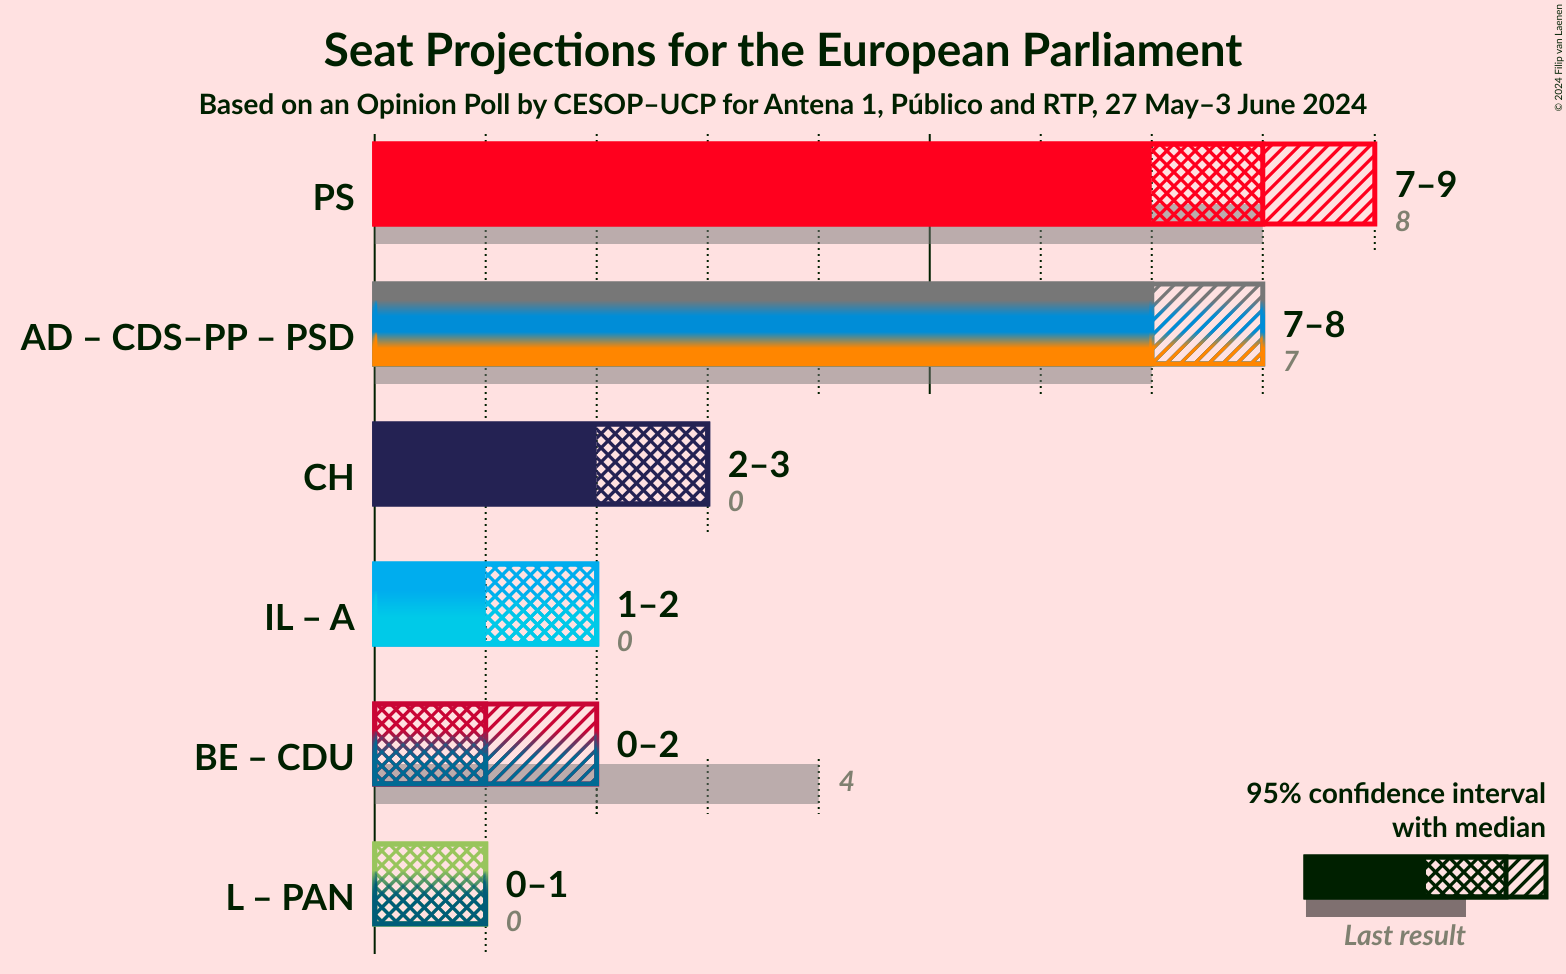 Seat Projections for the European Parliament
Based on an Opinion Poll by CESOP–UCP for Antena 1, Público and RTP, 27 May–3 June 2024
© 2024 Filip van Laenen
PS
7–9
8
AD – CDS–PP – PSD
7–8
7
CH
2–3
0
IL – A
1–2
0
BE – CDU
0–2
4
L – PAN
0–1
0
95% confidence interval
with median
Last result